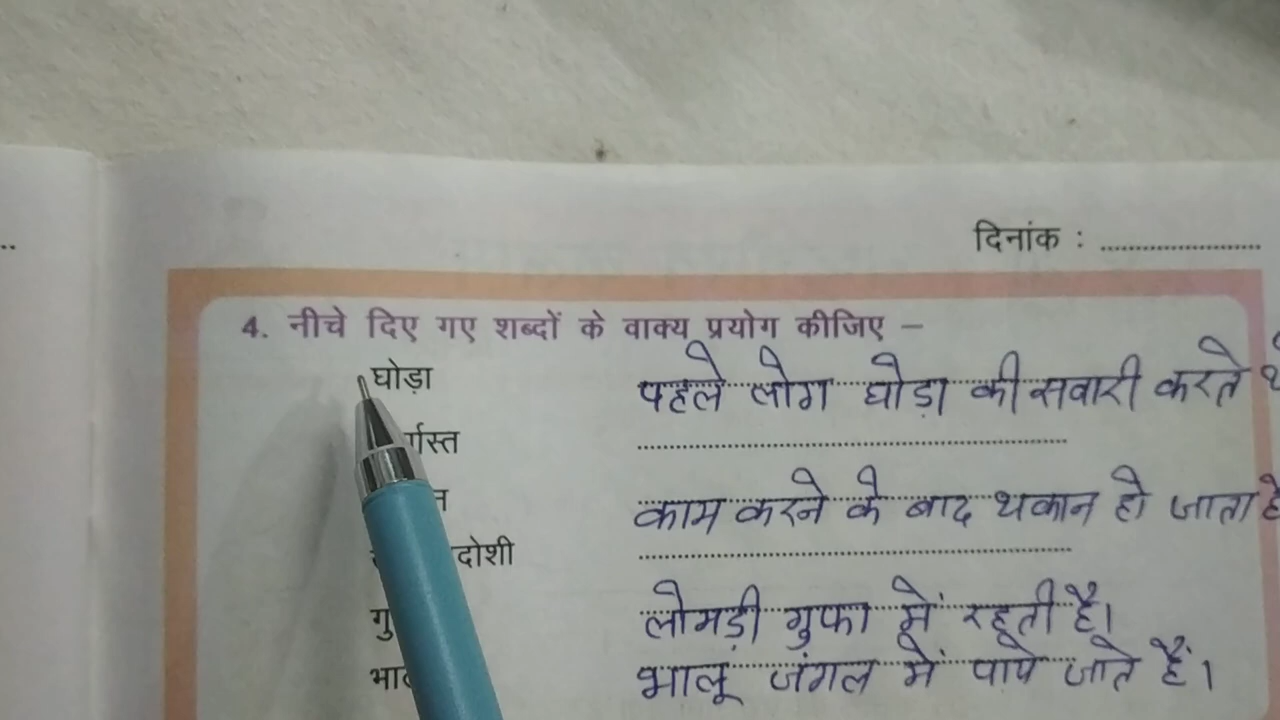 दिनांक : ....................
4. नीचे दिए गए शब्दों के वाक्य प्रयोग कीजिए –
घोड़ा पहले लोग घोड़ा की सवारी करते
काम करने के बाद थकान हो जाता
दोशी
लोमड़ी गुफा में रहती है।
भालू जंगल में पाये जाते हैं।